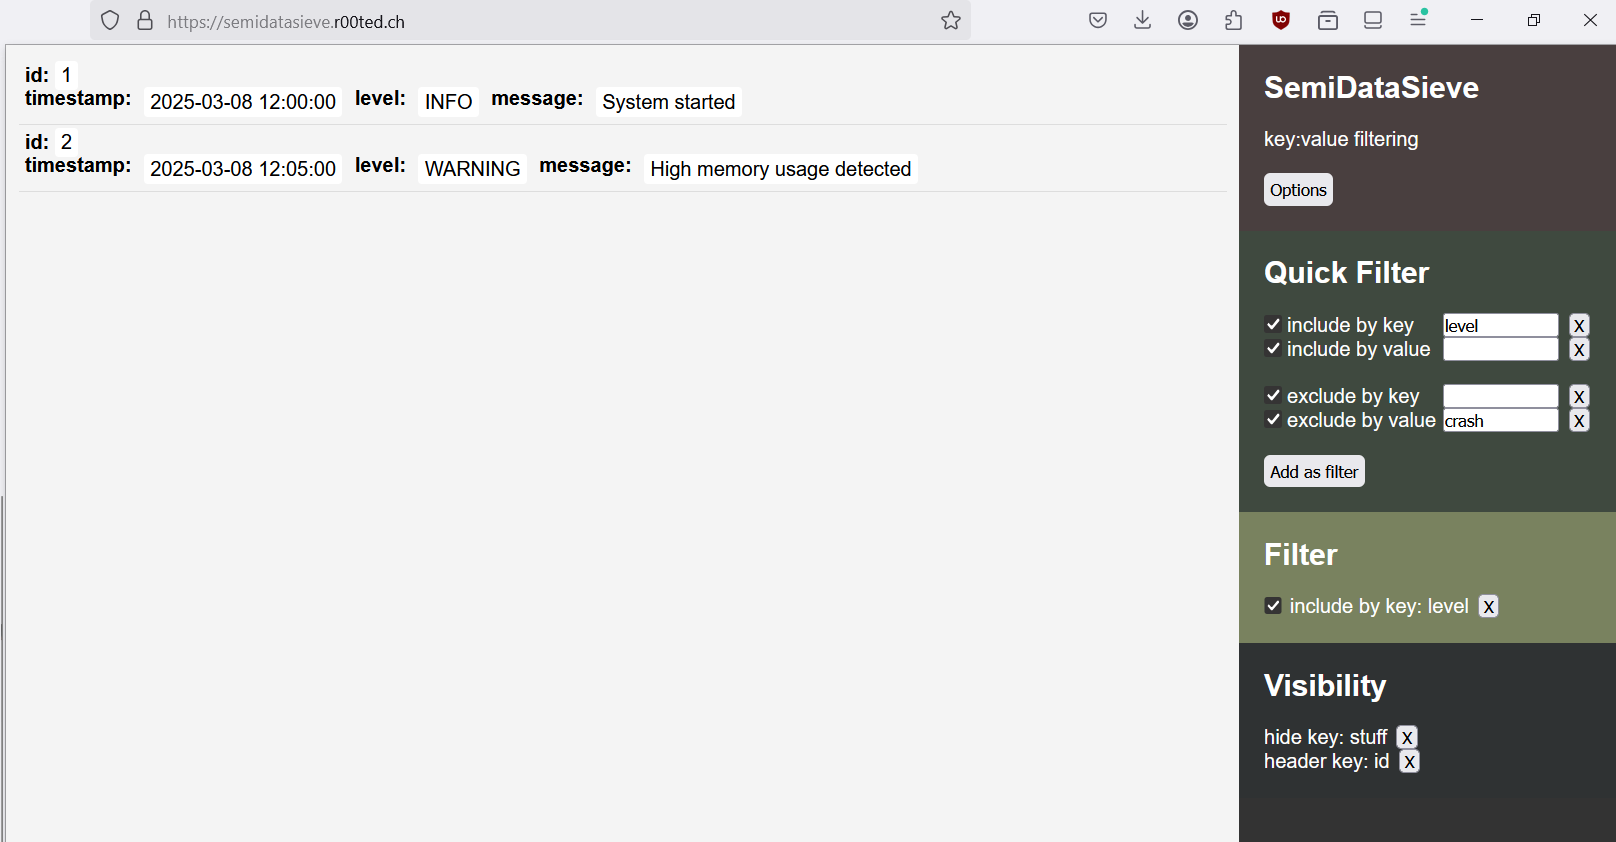 https://semidatasieve.r00ted.ch
id: 1
timestamp: 2025-03-08 12:00:00 level: INFO message: System started
id: 2
timestamp: 2025-03-08 12:05:00 level: WARNING message: High memory usage detected
SemiDataSieve
key:value filtering
Options
Quick Filter
include by key level X
include by value X
exclude by key X
exclude by value crash X
Add as filter
Filter
include by key: level X
Visibility
hide key: stuff X
header key: id X